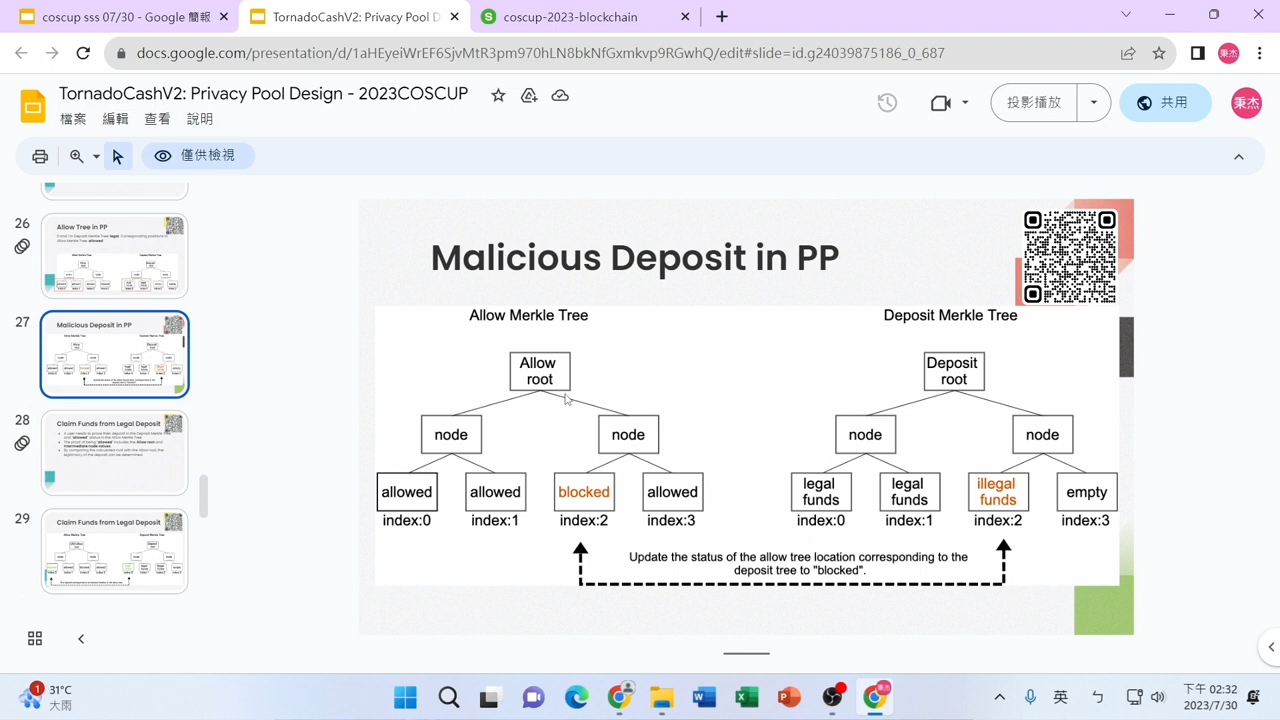 coscup ss 07/30 - Google 簡報
TornadoCashV2: Privacy Pool D
coscup-2023-blockchain
docs.google.com/presentation/d/1aHEyeiWrEF6SjvMtR3pm970hLN8bkNfGxmkvp9RGwhQ/edit#slide=id.g24039875186_0_687
秉杰
TornadoCashV2: Privacy Pool Design - 2023COSCUP
檔案 編輯 查看 說明
投影播放
共用
秉杰
僅供檢視
26
Allow Tree in PP
27
Malicious Deposit in PP
28
Claim Funds from Legal Deposit
29
Claim Funds from Legal Deposit
Malicious Deposit in PP
Allow Merkle Tree
Deposit Merkle Tree
Allow
root
Deposit
root
node
node
node
node
allowed
allowed
blocked
allowed
legal
funds
legal
funds
illegal
funds
empty
index:0
index:1
index:2
index:3
index:0
index:1
index:2
index:3
Update the status of the allow tree location corresponding to the
deposit tree to "blocked".
1
31°C
大雨
英
ㄅ
下午 02:32
2023/7/30